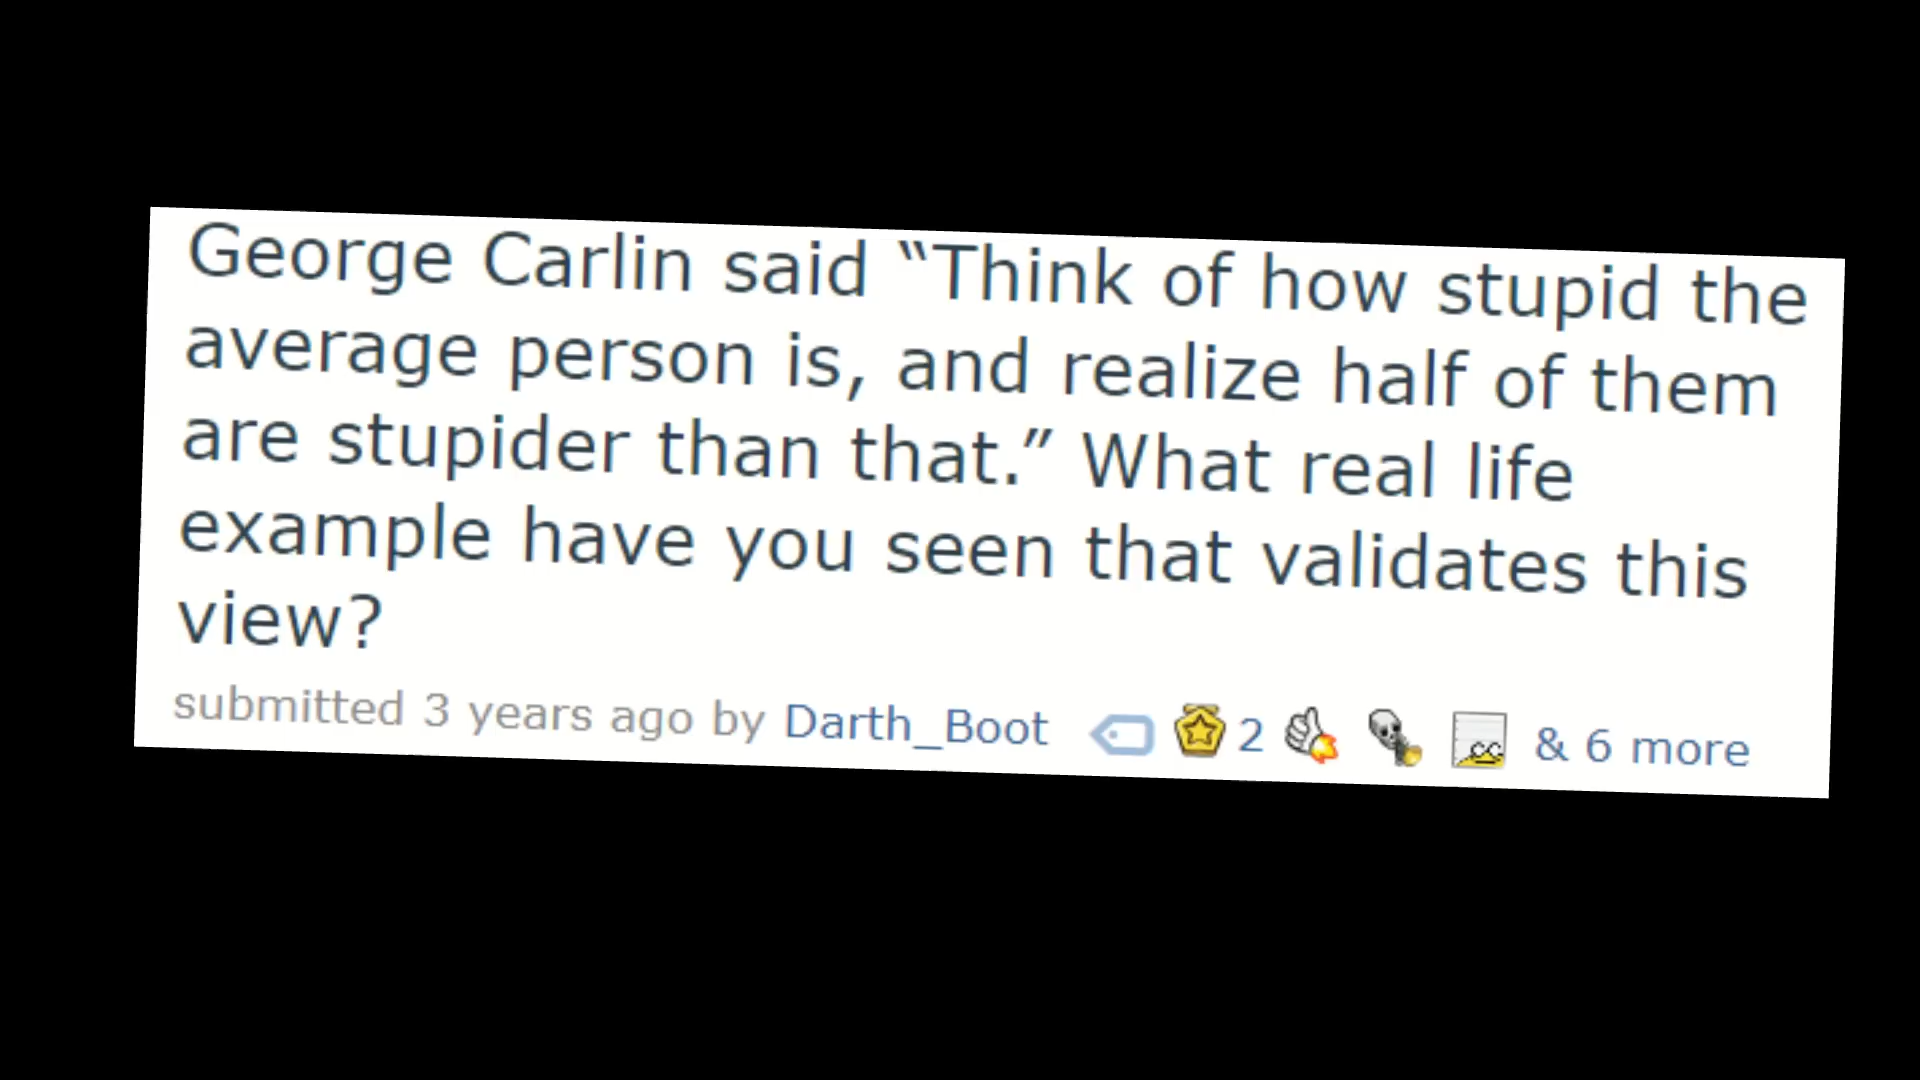 George Carlin said “Think of how stupid the
average person is, and realize half of them
are stupider than that.” What real life
example have you seen that validates this
view?
submitted 3 years ago by Darth_Boot 2 & 6 more